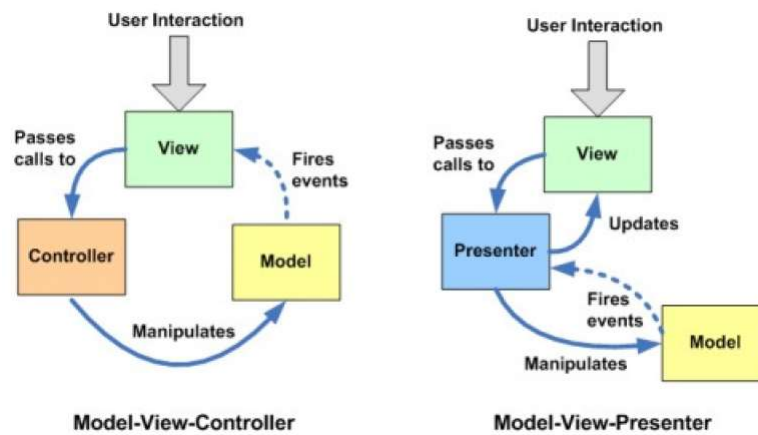 User Interaction
Passes
calls to
View
Fires
events
Controller
Model
Manipulates
Model-View-Controller
User Interaction
Passes
calls to
View
Updates
Presenter
Fires
events
Model
Manipulates
Model-View-Presenter